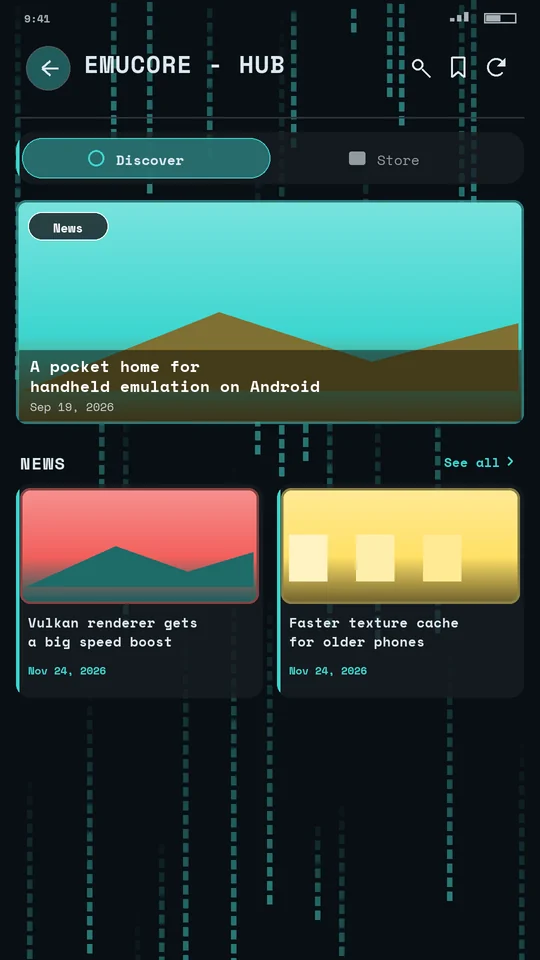 9:41
EMUCORE - HUB
Discover
Store
News
A pocket home for
handheld emulation on Android
Sep 19, 2026
NEWS
See all
Vulkan renderer gets
a big speed boost
Nov 24, 2026
Faster texture cache
for older phones
Nov 24, 2026